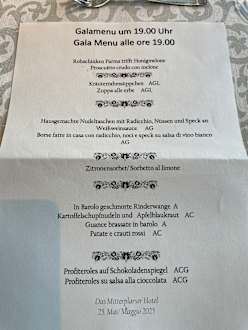 Galamenu um 19.00 Uhr
Gala Menu alle ore 19.00
Rohschinken Parma trifft Honigmelone
Prosciutto crudo con melone
Kräuterrahmsüppchen AGL
Zuppa alle erbe AGL
Hausgemachte Nudeltaschen mit Radicchio, Nüssen und Speck an
Weißweinsauce AG
Borse fatte in casa con radicchio, noci e speck su salsa di vino bianco
AG
Zitronensorbet/ Sorbetto al limone
In Barolo geschmorte Rinderwange A
Kartoffelschupfnudeln und Apfelblaukraut AC
Guance brassate in barolo A
Patate e crauti rossi AC
Profiteroles auf Schokoladenspiegel ACG
Profiteroles su salsa alla cioccolata ACG
Das Mitterplarser Hotel
25. Mai/ Maggio 2025